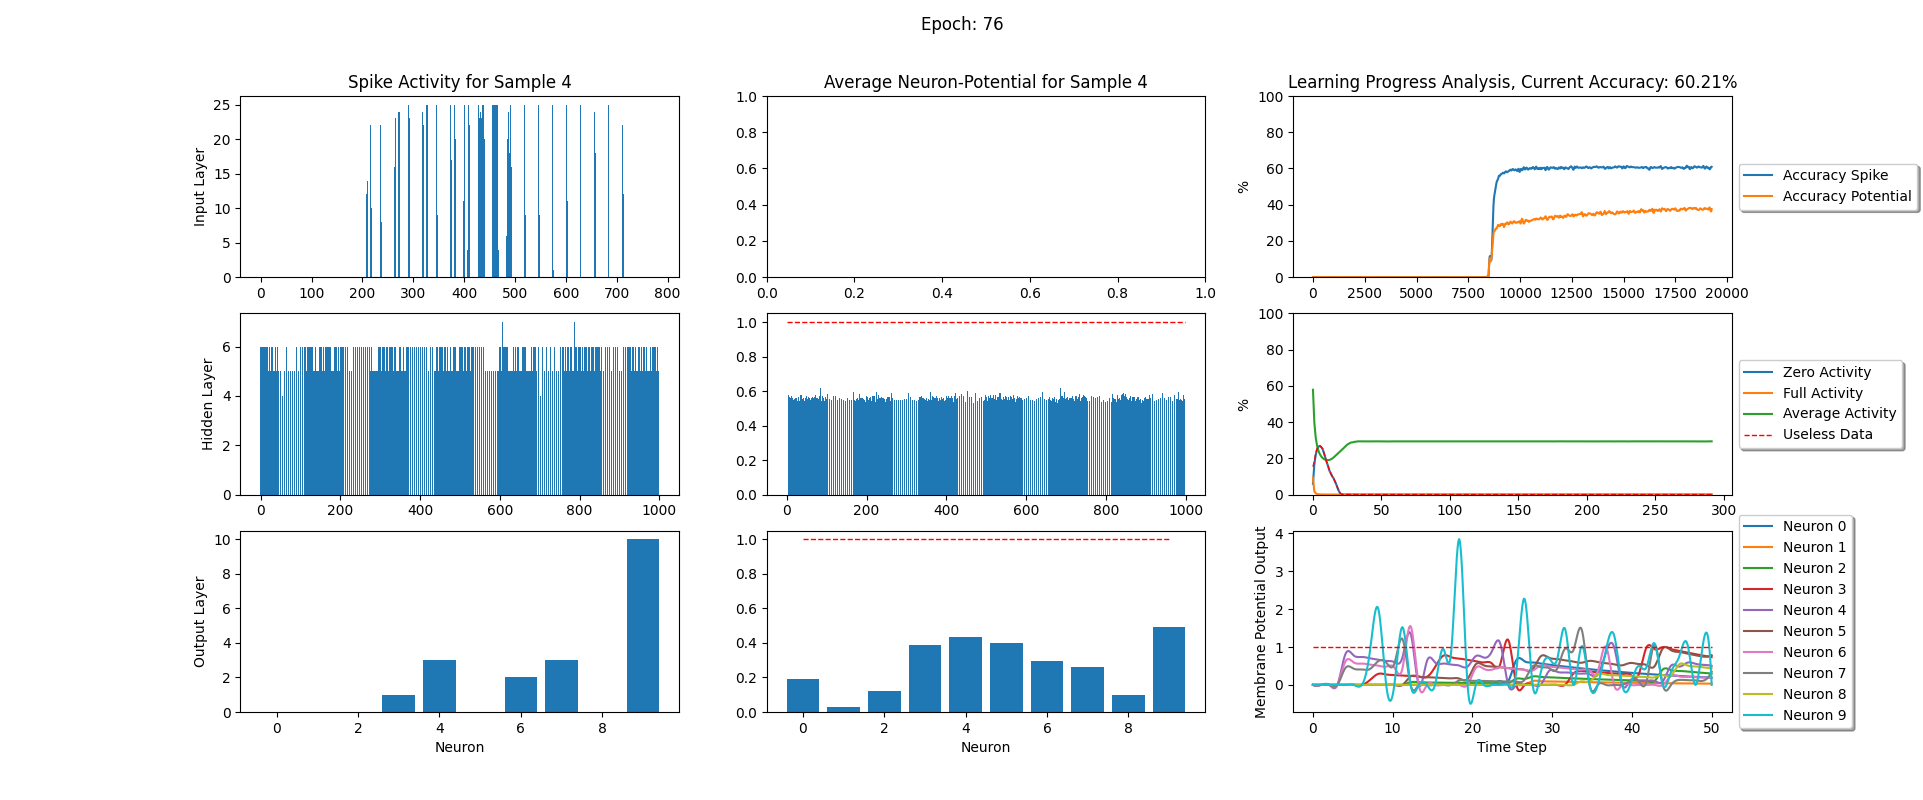 Epoch: 76
Spike Activity for Sample 4
Input Layer
25
20
15
10
5
0
0 100 200 300 400 500 600 700 800
Average Neuron-Potential for Sample 4
1.0
0.8
0.6
0.4
0.2
0.0
0.0 0.2 0.4 0.6 0.8 1.0
Learning Progress Analysis, Current Accuracy: 60.21%
%
100
80
60
40
20
0
0 2500 5000 7500 10000 12500 15000 17500 20000
Accuracy Spike
Accuracy Potential
Hidden Layer
6
4
2
0
0 200 400 600 800 1000
1.0
0.8
0.6
0.4
0.2
0.0
0 200 400 600 800 1000
%
100
80
60
40
20
0
0 50 100 150 200 250 300
Zero Activity
Full Activity
Average Activity
Useless Data
Output Layer
10
8
6
4
2
0
0 2 4 6 8
Neuron
1.0
0.8
0.6
0.4
0.2
0.0
0 2 4 6 8
Neuron
Membrane Potential Output
4
3
2
1
0
0 10 20 30 40 50
Time Step
Neuron 0
Neuron 1
Neuron 2
Neuron 3
Neuron 4
Neuron 5
Neuron 6
Neuron 7
Neuron 8
Neuron 9